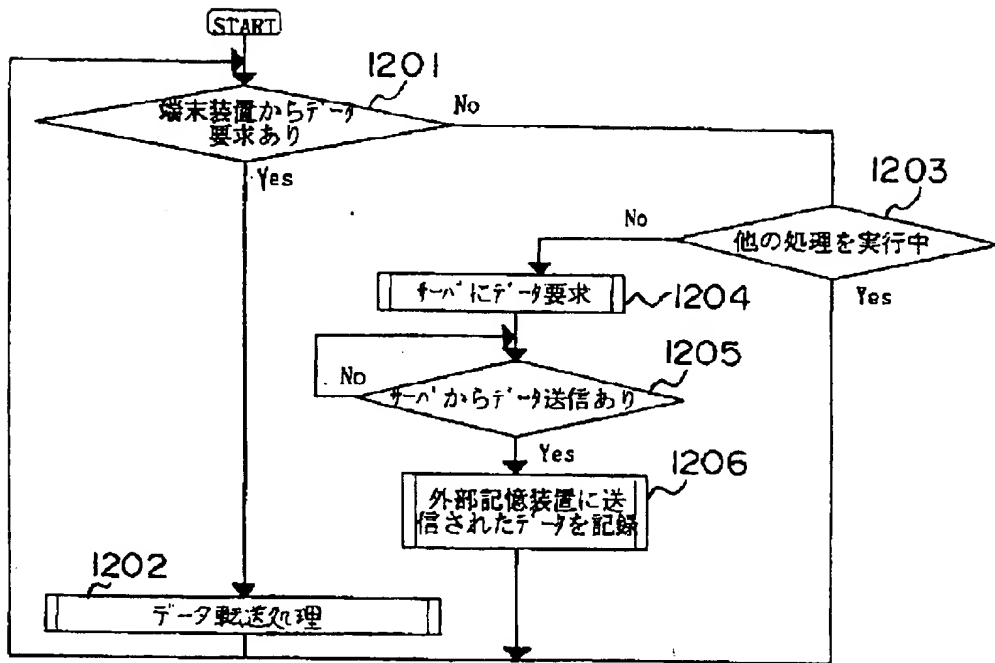 START
1201
端末装置からデータ
要求あり
No
Yes
1203
他の処理を実行中
No
Yes
サーバにデータ要求
1204
1205
サーバからデータ送信あり
No
Yes
1206
外部記憶装置に送
信されたデータを記録
1202
データ転送処理